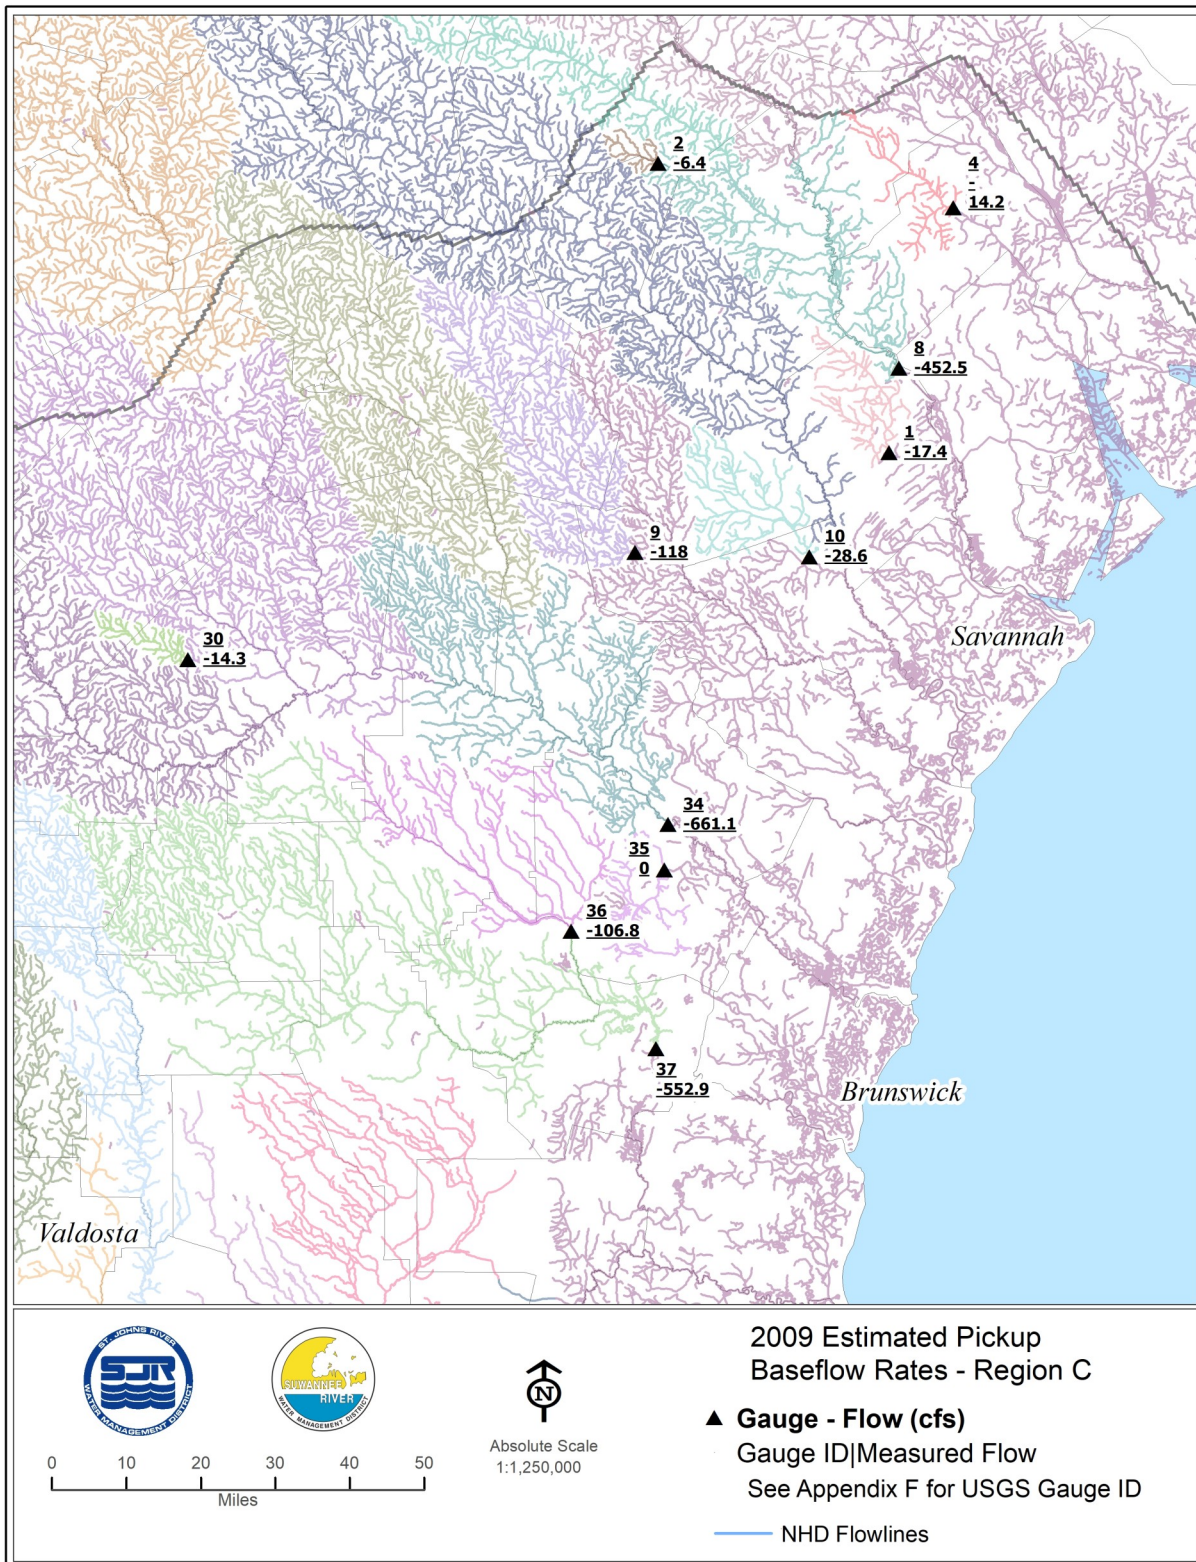 2
-6.4
4
-
14.2
8
-452.5
1
-17.4
9
-118
10
-28.6
Savannah
30
-14.3
34
-661.1
35
0
36
-106.8
37
-552.9
Brunswick
Valdosta
ST. JOHNS RIVER
SJR
WATER MANAGEMENT DISTRICT
SUWANNEE
RIVER
WATER MANAGEMENT DISTRICT
N
Absolute Scale
1:1,250,000
0 10 20 30 40 50
Miles
2009 Estimated Pickup
Baseflow Rates - Region C
Gauge - Flow (cfs)
Gauge ID|Measured Flow
See Appendix F for USGS Gauge ID
NHD Flowlines